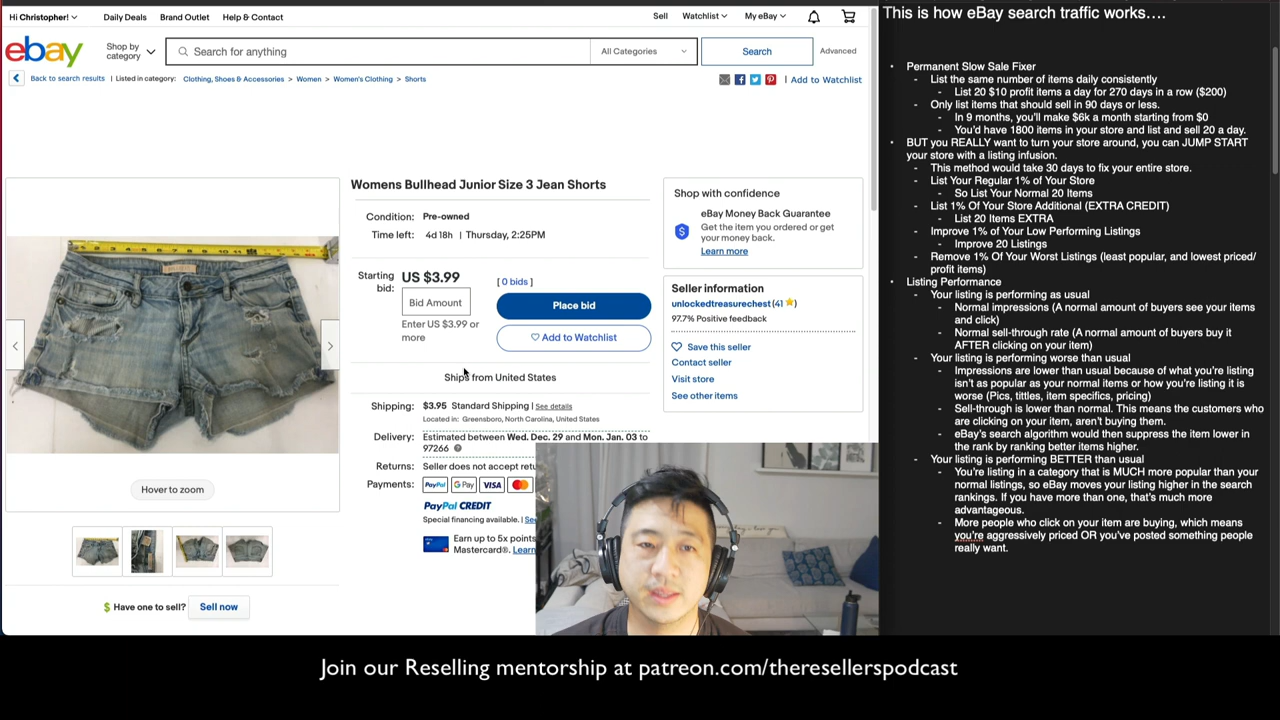 Hi Christopher!
Daily Deals
Brand Outlet
Help & Contact
Sell
Watchlist
My eBay
ebay
Shop by
category
Search for anything
All Categories
Search
Advanced
Back to search results | Listed in category: Clothing, Shoes & Accessories > Women > Women's Clothing > Shorts
| Add to Watchlist
Womens Bullhead Junior Size 3 Jean Shorts
Condition: Pre-owned
Time left: 4d 18h | Thursday, 2:25PM
Starting
bid:
US $3.99
[ 0 bids ]
Bid Amount
Place bid
Enter US $3.99 or
more
Add to Watchlist
Ships from United States
Shipping: $3.95 Standard Shipping | See details
Located in: Greensboro, North Carolina, United States
Delivery: Estimated between Wed. Dec. 29 and Mon. Jan. 03 to
97266
Returns: Seller does not accept retu
Payments: PayPal G Pay VISA
PayPal CREDIT
Special financing available. | See
Earn up to 5x points
Mastercard®. Learn
Shop with confidence
eBay Money Back Guarantee
Get the item you ordered or get
your money back.
Learn more
Seller information
unlockedtreasurechest (41 )
97.7% Positive feedback
Save this seller
Contact seller
Visit store
See other items
Hover to zoom
$ Have one to sell? Sell now
This is how eBay search traffic works….
• Permanent Slow Sale Fixer
- List the same number of items daily consistently
- List 20 $10 profit items a day for 270 days in a row ($200)
- Only list items that should sell in 90 days or less.
- In 9 months, you'll make $6k a month starting from $0
- You'd have 1800 items in your store and list and sell 20 a day.
• BUT you REALLY want to turn your store around, you can JUMP START
your store with a listing infusion.
- This method would take 30 days to fix your entire store.
- List Your Regular 1% of Your Store
- So List Your Normal 20 Items
- List 1% Of Your Store Additional (EXTRA CREDIT)
- List 20 Items EXTRA
- Improve 1% of Your Low Performing Listings
- Improve 20 Listings
- Remove 1% Of Your Worst Listings (least popular, and lowest priced/
profit items)
• Listing Performance
- Your listing is performing as usual
- Normal impressions (A normal amount of buyers see your items
and click)
- Normal sell-through rate (A normal amount of buyers buy it
AFTER clicking on your item)
- Your listing is performing worse than usual
- Impressions are lower than usual because of what you're listing
isn't as popular as your normal items or how you're listing it is
worse (Pics, tittles, item specifics, pricing)
- Sell-through is lower than normal. This means the customers who
are clicking on your item, aren't buying them.
- eBay's search algorithm would then suppress the item lower in
the rank by ranking better items higher.
- Your listing is performing BETTER than usual
- You're listing in a category that is MUCH more popular than your
normal listings, so eBay moves your listing higher in the search
rankings. If you have more than one, that's much more
advantageous.
- More people who click on your item are buying, which means
you're aggressively priced OR you've posted something people
really want.
Join our Reselling mentorship at patreon.com/theresellerspodcast